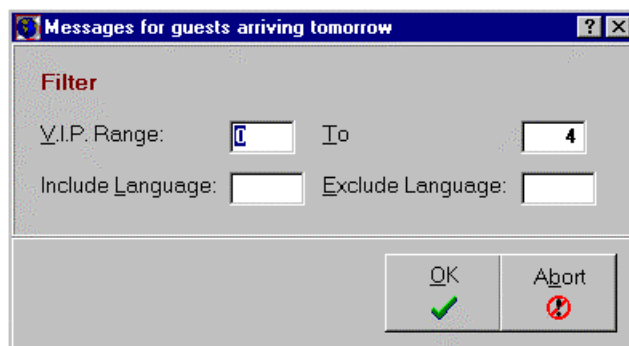 Messages for guests arriving tomorrow
Filter
V.I.P. Range: 0 To 4
Include Language: Exclude Language:
OK Abort